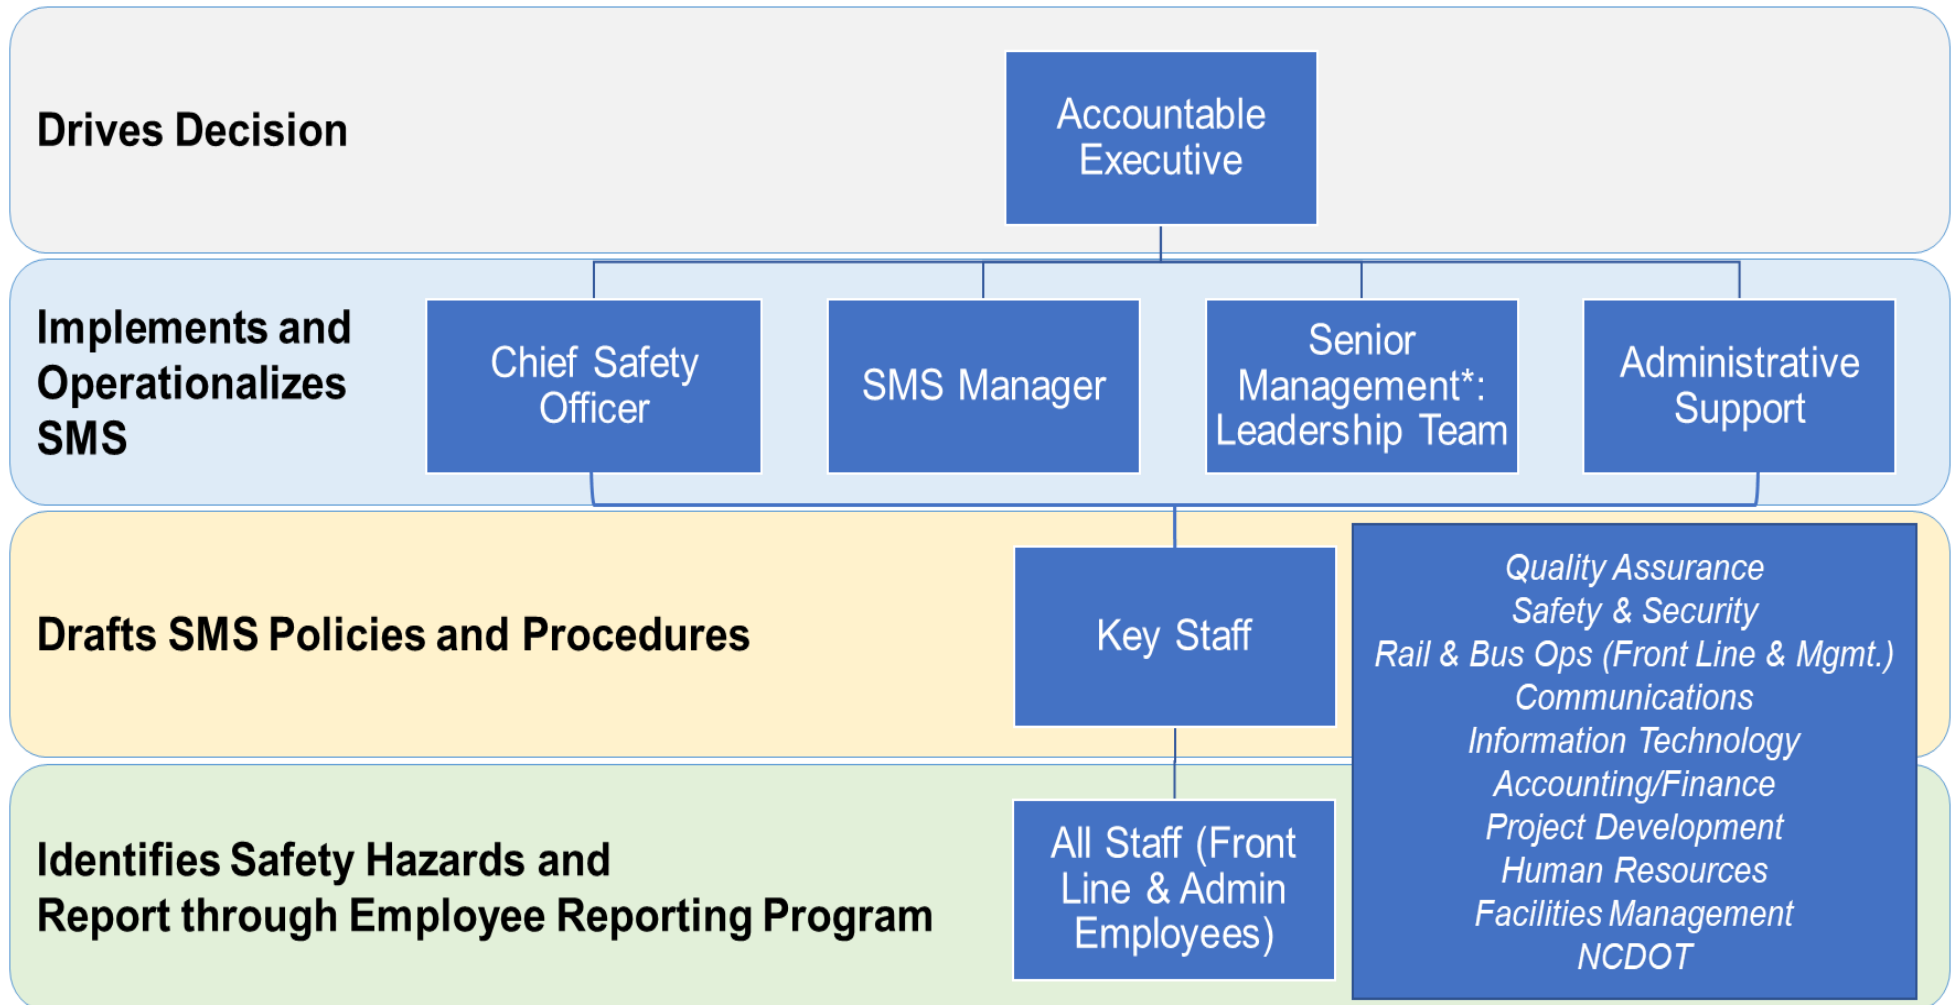 Drives Decision
Accountable
Executive
Implements and
Operationalizes
SMS
Chief Safety
Officer
SMS Manager
Senior
Management*:
Leadership Team
Administrative
Support
Drafts SMS Policies and Procedures
Key Staff
Quality Assurance
Safety & Security
Rail & Bus Ops (Front Line & Mgmt.)
Communications
Information Technology
Accounting/Finance
Project Development
Human Resources
Facilities Management
NCDOT
Identifies Safety Hazards and
Report through Employee Reporting Program
All Staff (Front
Line & Admin
Employees)